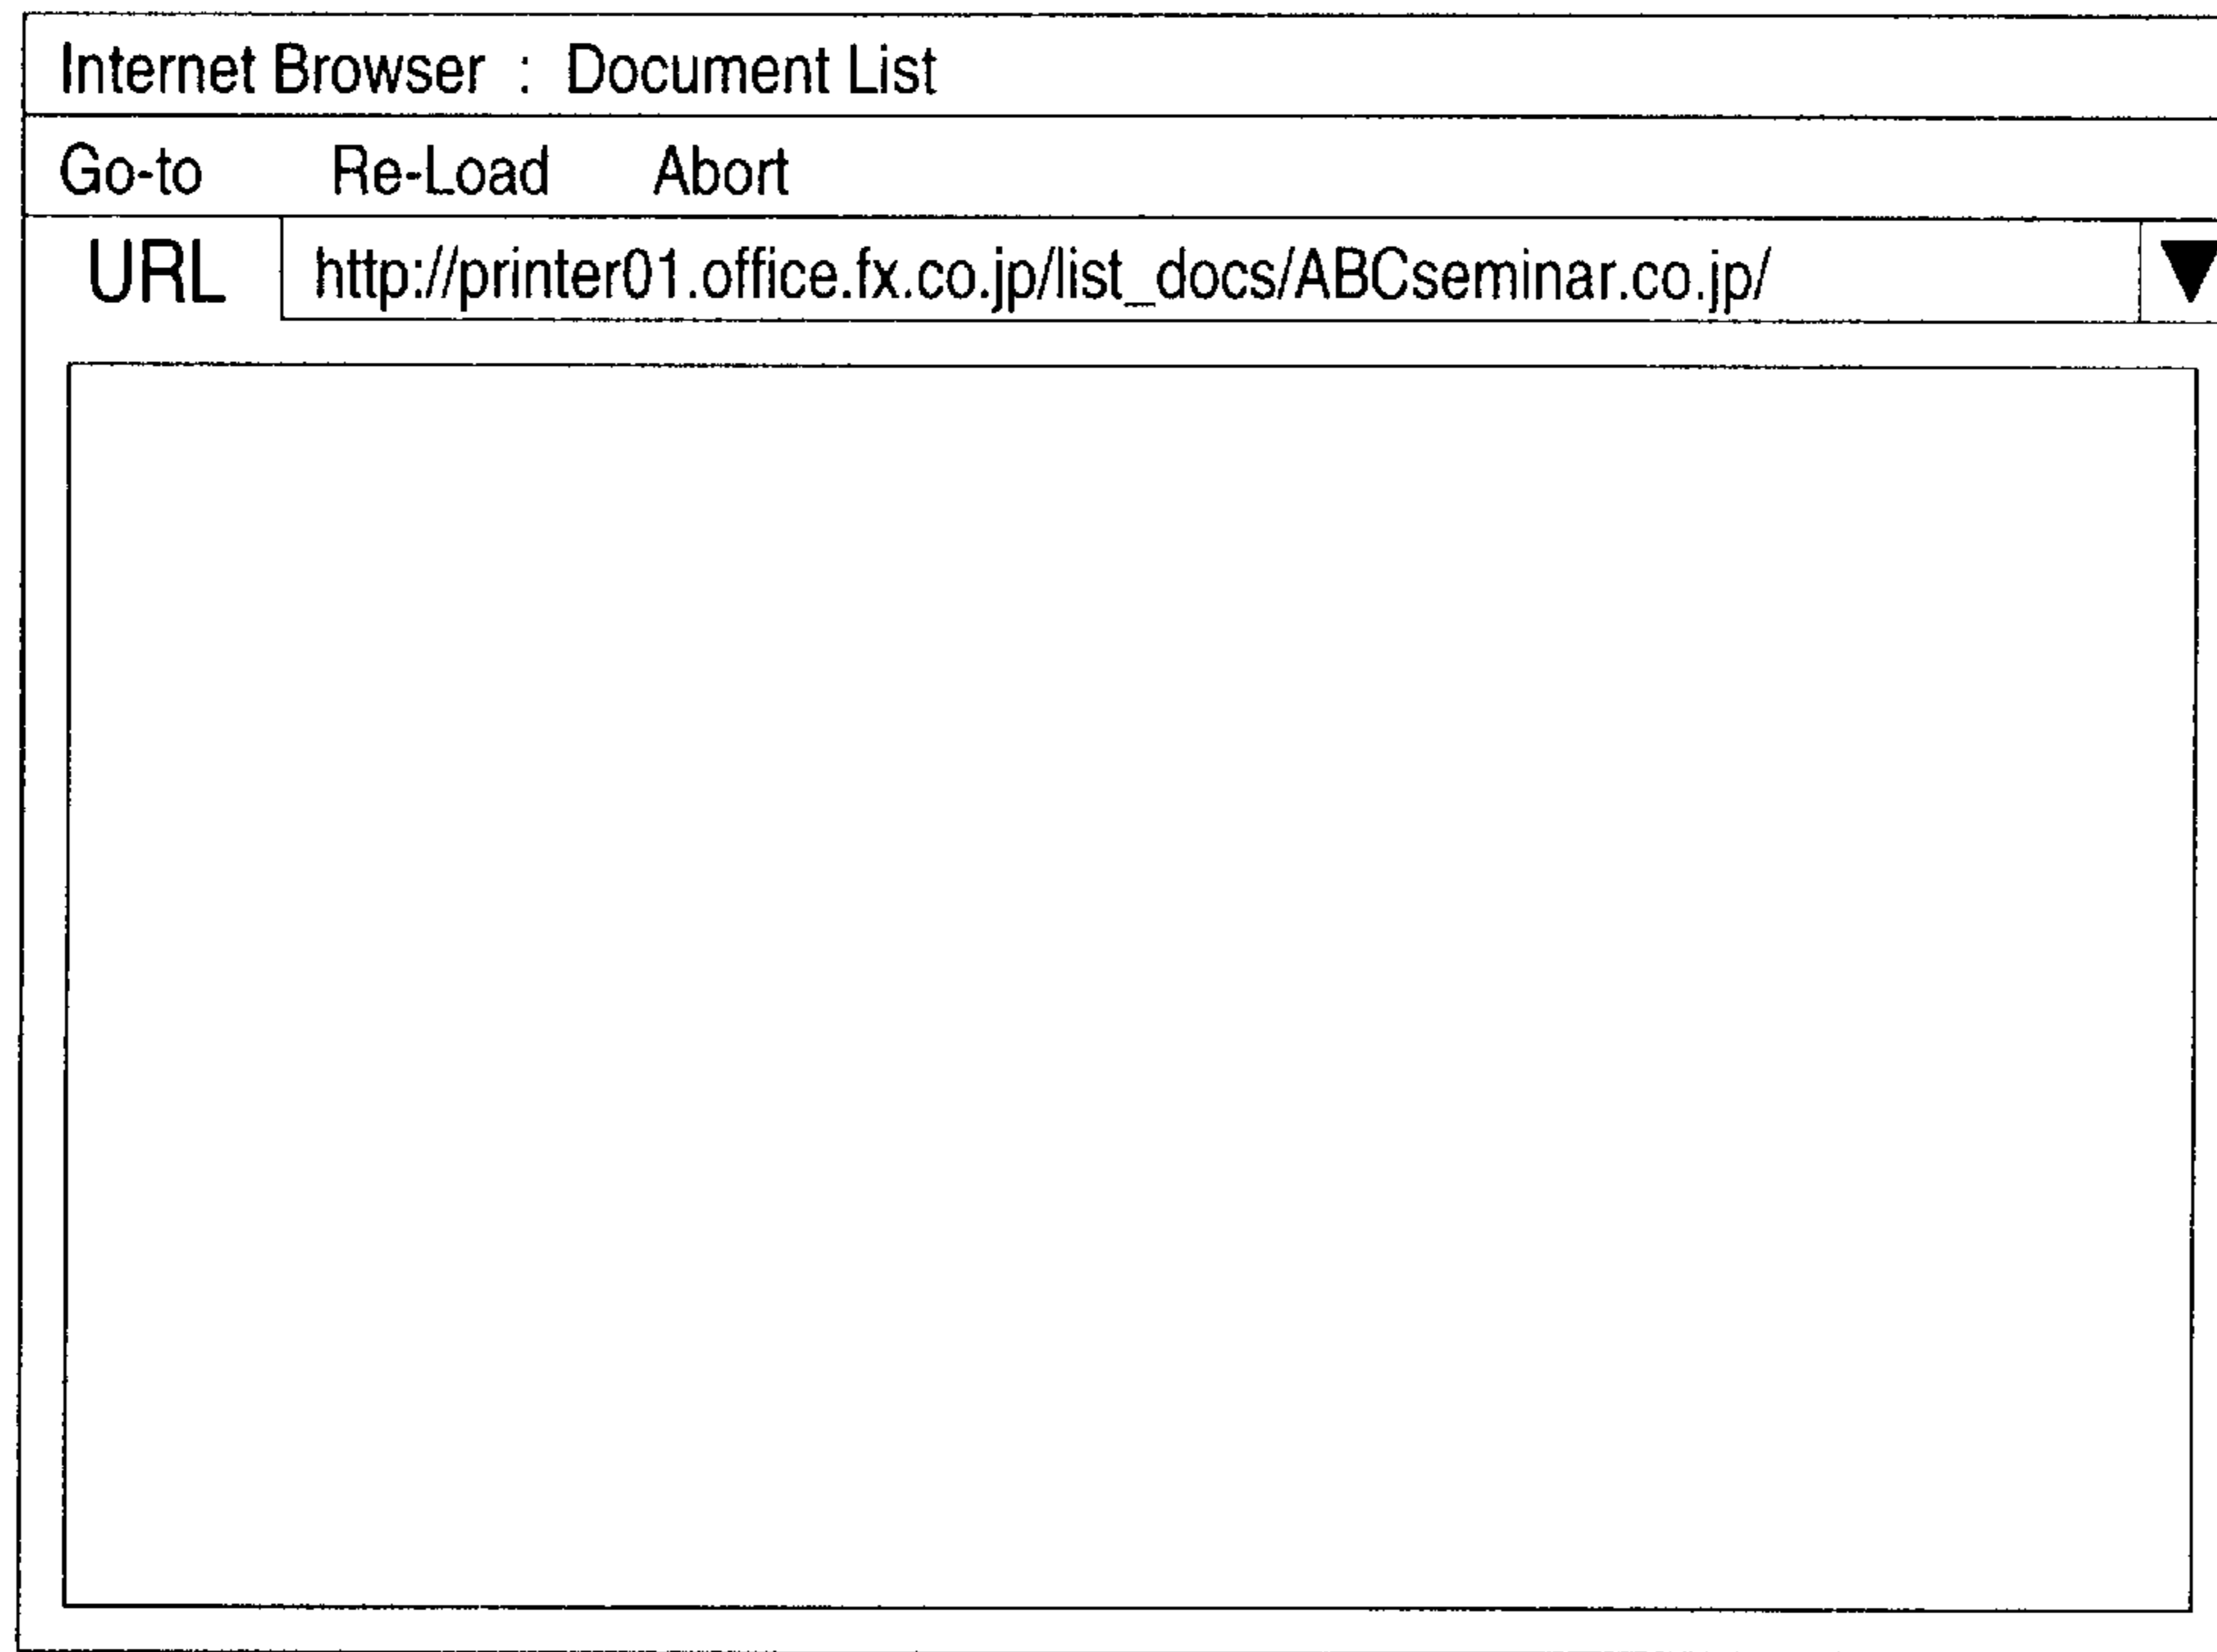 Internet Browser : Document List
Go-to Re-Load Abort
URL http://printer01.office.fx.co.jp/list_docs/ABCseminar.co.jp/